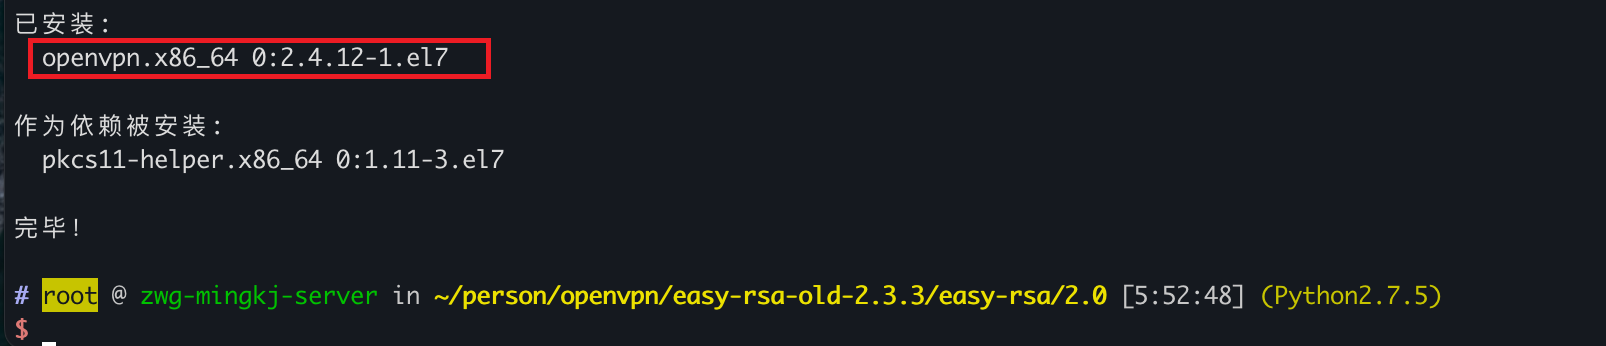 已安装:
openvpn.x86_64 0:2.4.12-1.el7
作为依赖被安装:
pkcs11-helper.x86_64 0:1.11-3.el7
完毕!
# root @ zwg-mingkj-server in ~/person/openvpn/easy-rsa-old-2.3.3/easy-rsa/2.0 [5:52:48] (Python2.7.5)
$